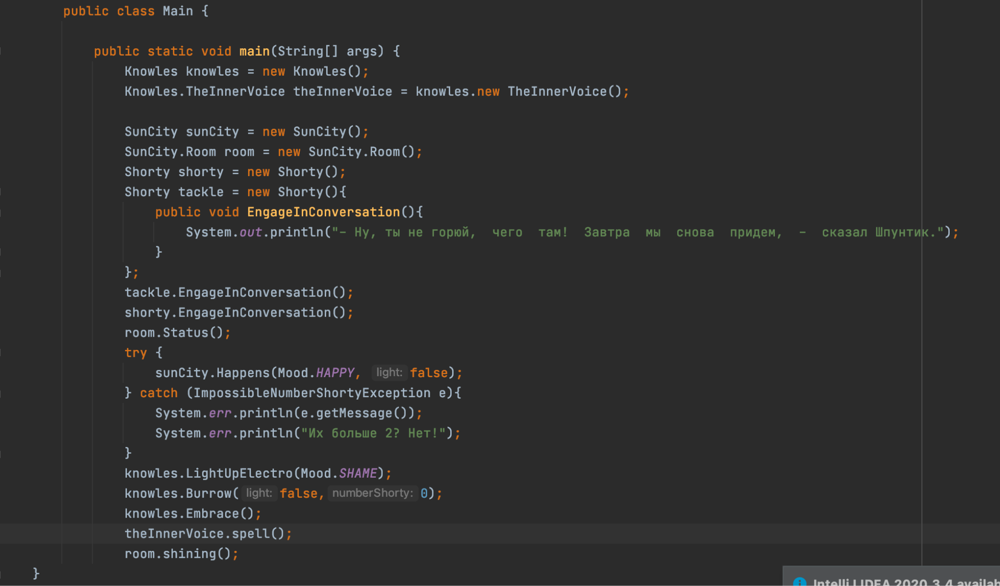 public class Main {
public static void main(String[] args) {
Knowles knowles = new Knowles();
Knowles.TheInnerVoice theInnerVoice = knowles.new TheInnerVoice();
SunCity sunCity = new SunCity();
SunCity.Room room = new SunCity.Room();
Shorty shorty = new Shorty();
Shorty tackle = new Shorty(){
public void EngageInConversation(){
System.out.println("– Ну, ты не горюй,  чего  там!  Завтра  мы  снова  придем,  –  сказал Шпунтик.");
}
};
tackle.EngageInConversation();
shorty.EngageInConversation();
room.Status();
try {
sunCity.Happens(Mood.HAPPY, light: false);
} catch (ImpossibleNumberShortyException e){
System.err.println(e.getMessage());
System.err.println("Их больше 2? Нет!");
}
knowles.LightUpElectro(Mood.SHAME);
knowles.Burrow( light: false, numberShorty: 0);
knowles.Embrace();
theInnerVoice.spell();
room.shining();
}
IntelliJ IDEA 2020.3.4